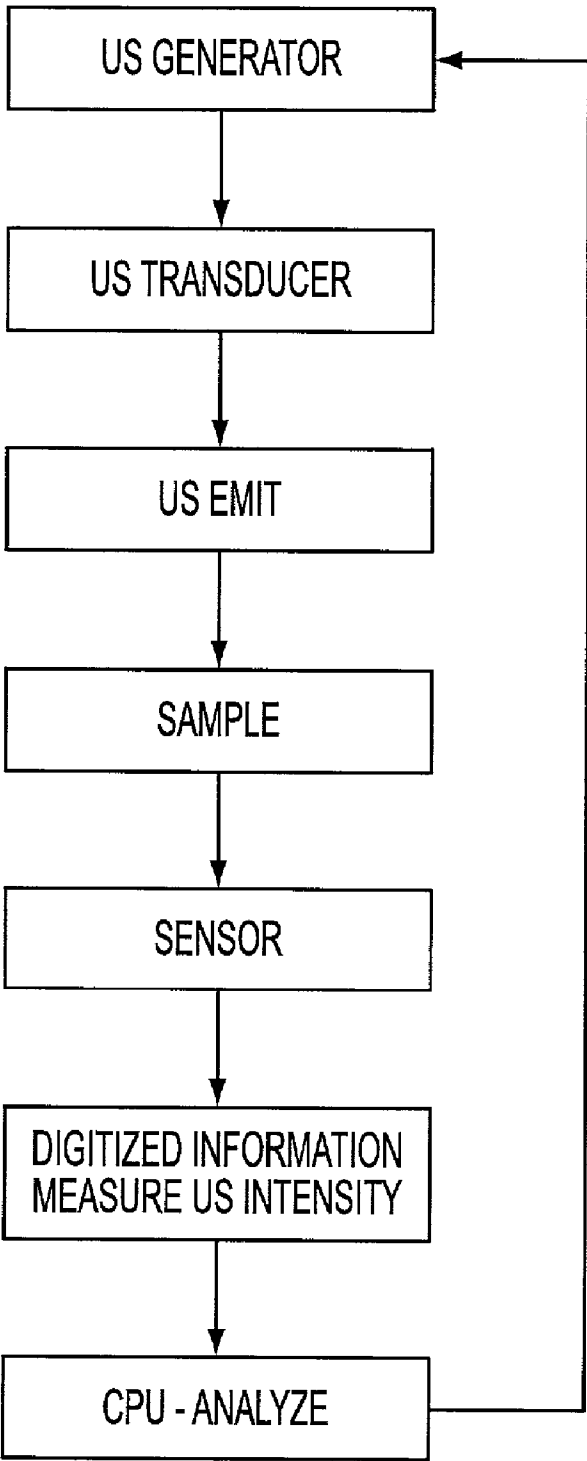 US GENERATOR
US TRANSDUCER
US EMIT
SAMPLE
SENSOR
DIGITIZED INFORMATION
MEASURE US INTENSITY
CPU - ANALYZE